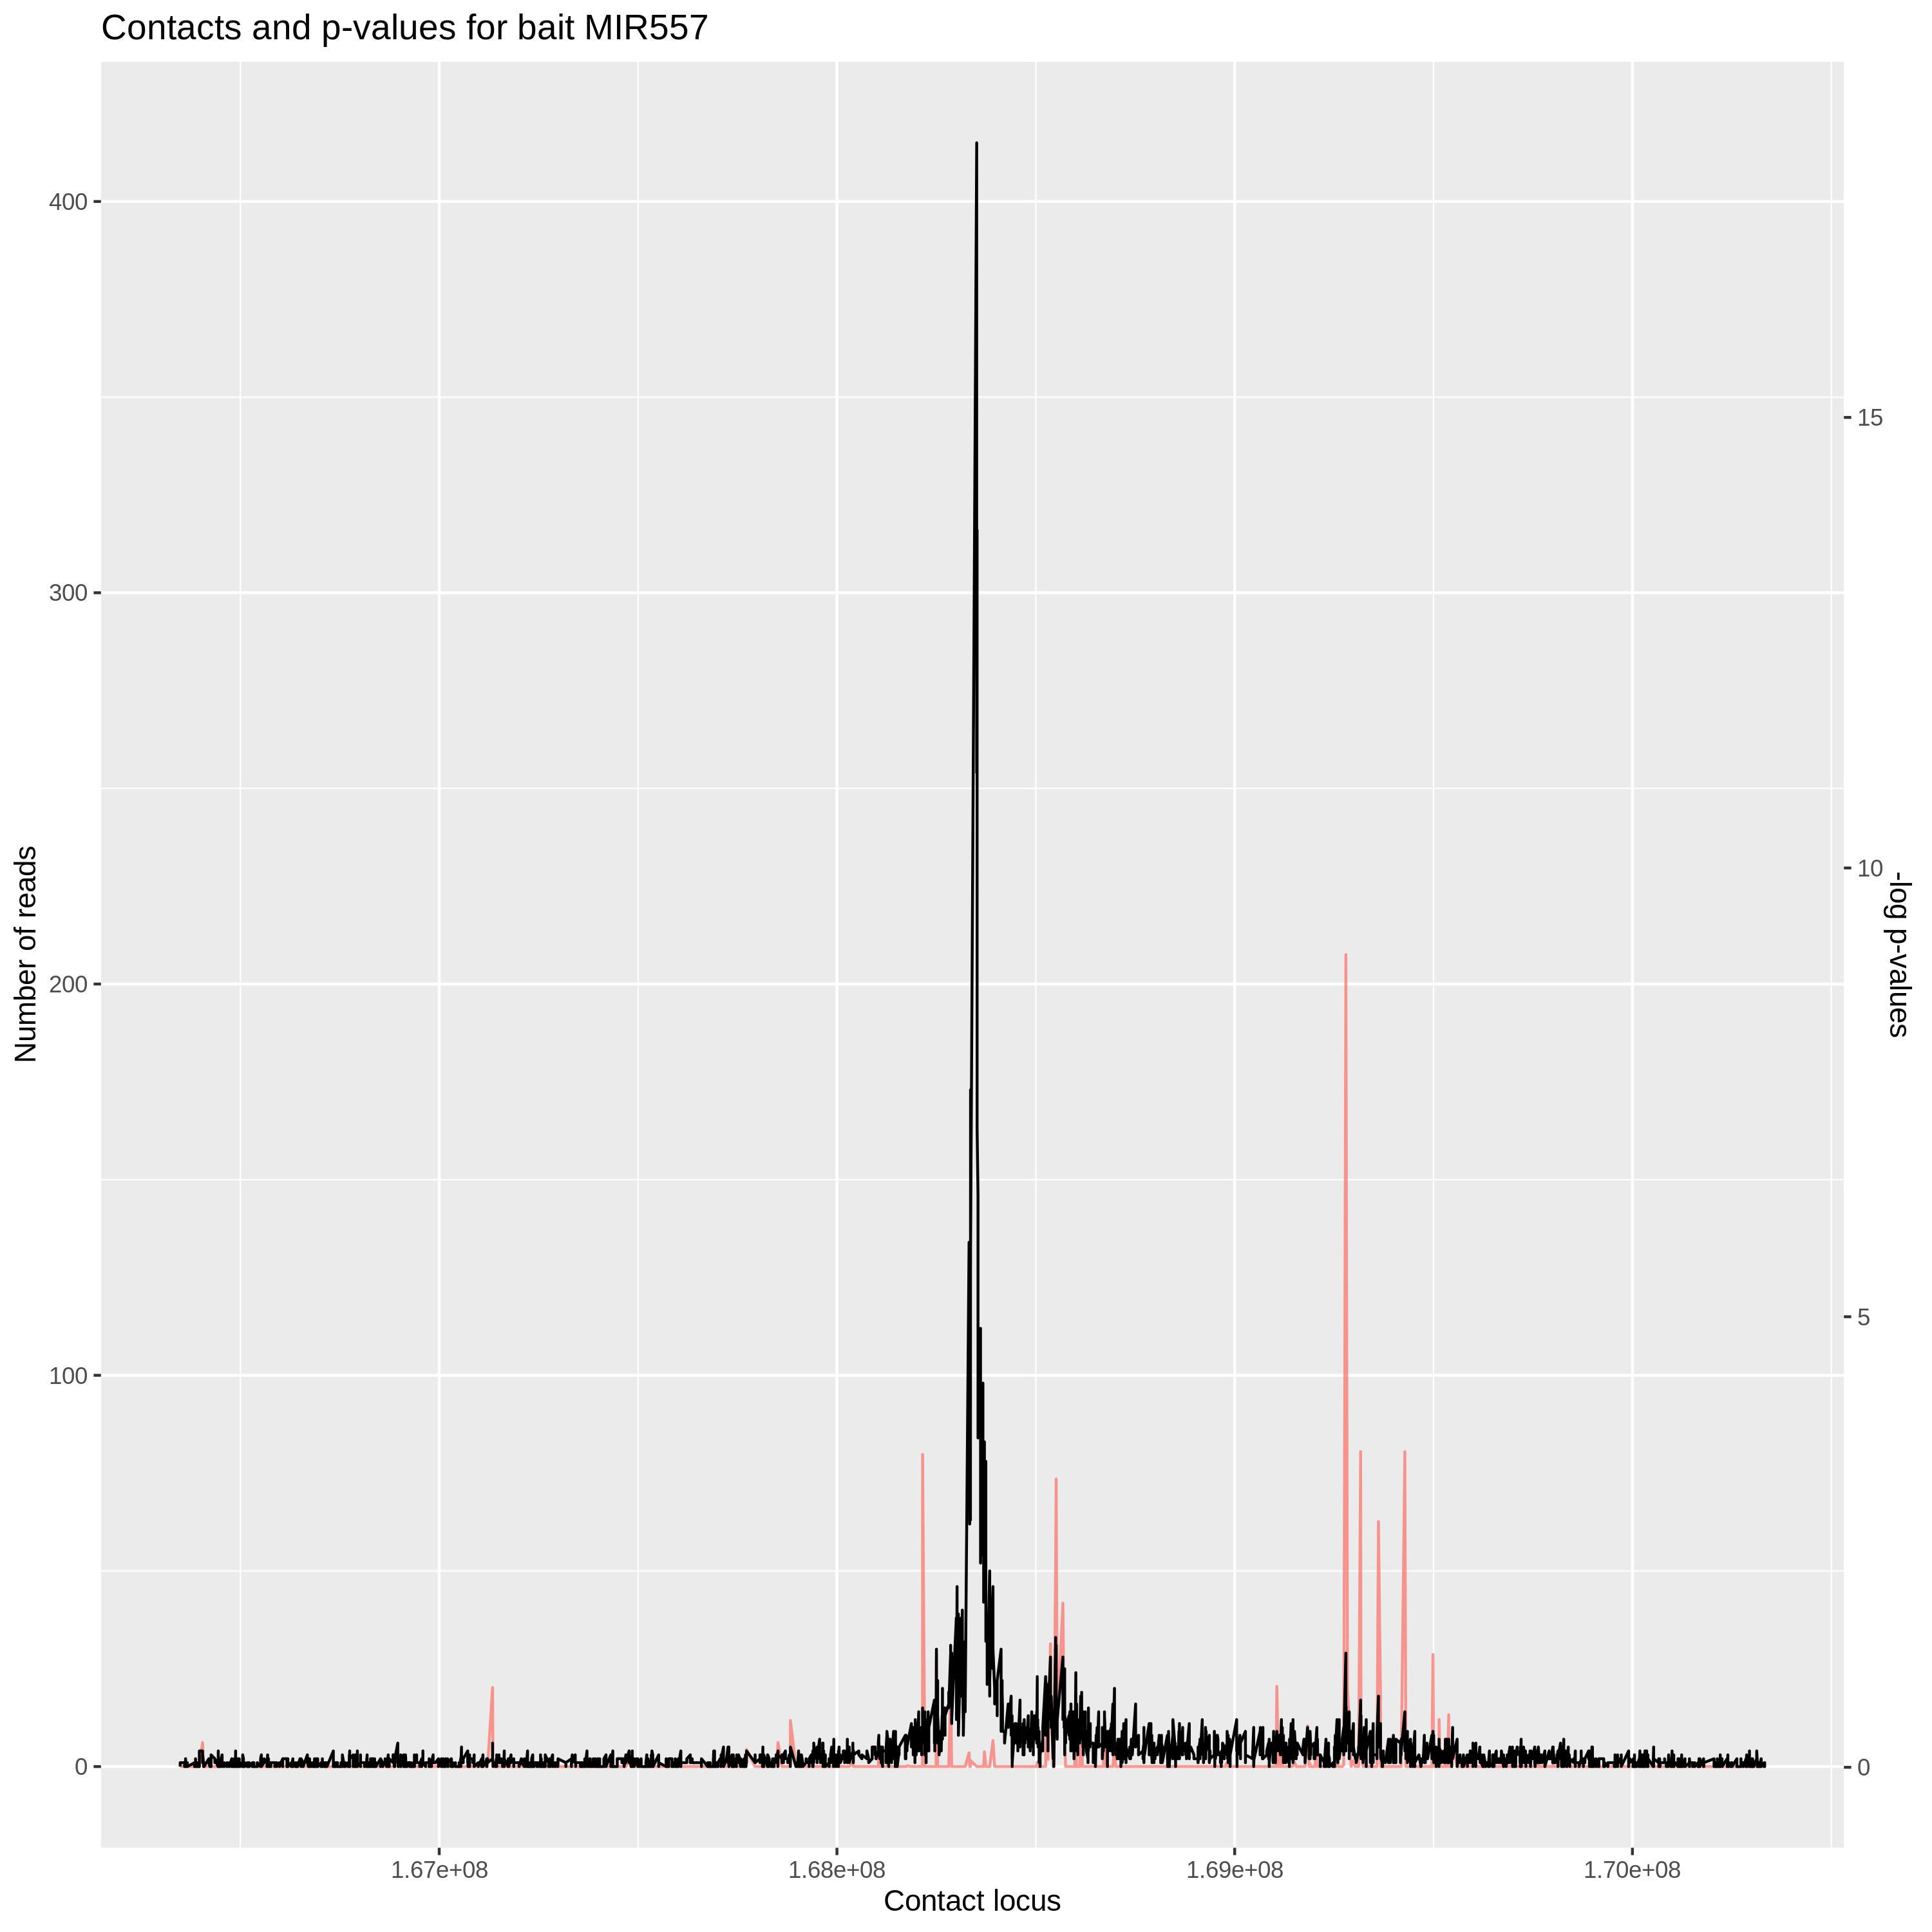 Contacts and p-values for bait MIR557
400
300
200
100
0
Number of reads
15
10
5
0
-log p-values
1.67e+08
1.68e+08
1.69e+08
1.70e+08
Contact locus